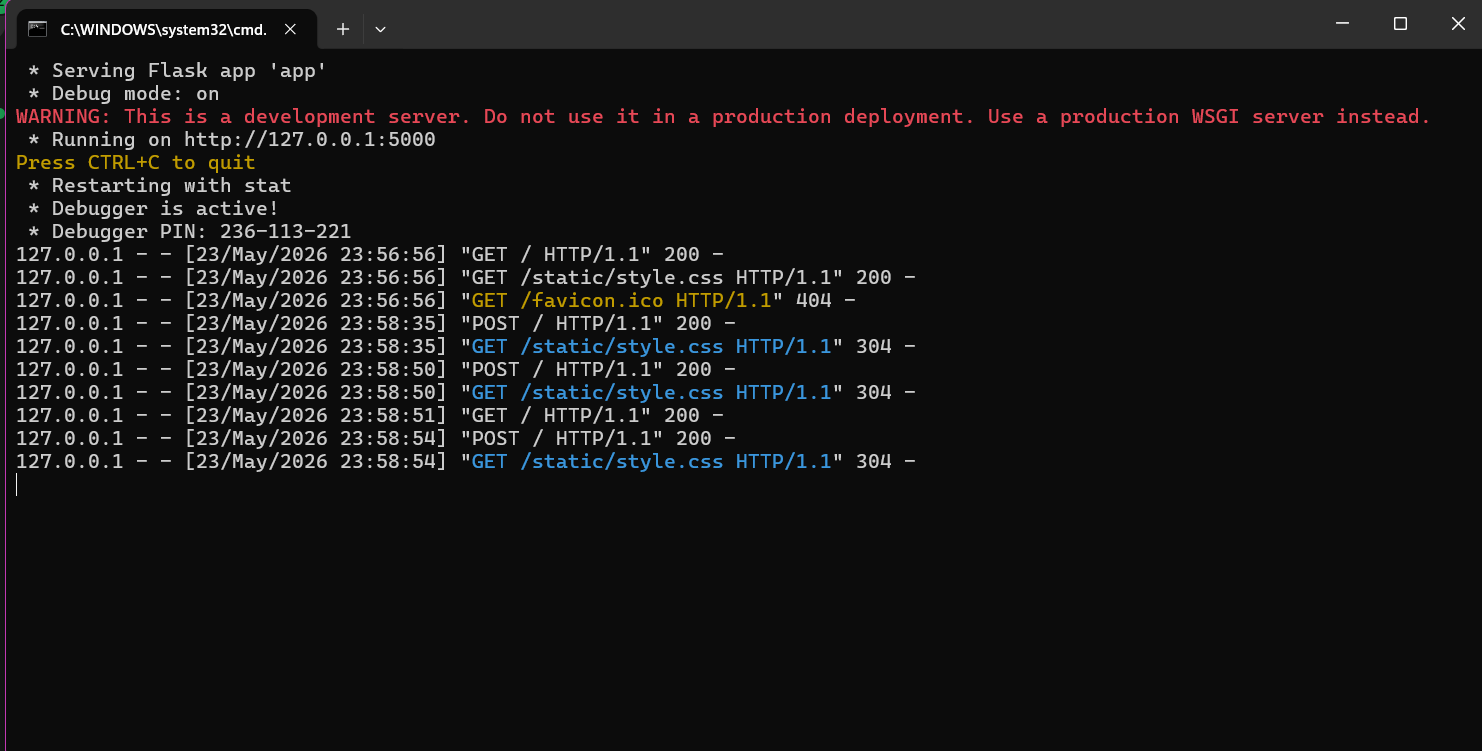 C:\WINDOWS\system32\cmd.
* Serving Flask app 'app'
* Debug mode: on
WARNING: This is a development server. Do not use it in a production deployment. Use a production WSGI server instead.
* Running on http://127.0.0.1:5000
Press CTRL+C to quit
* Restarting with stat
* Debugger is active!
* Debugger PIN: 236-113-221
127.0.0.1 - - [23/May/2026 23:56:56] "GET / HTTP/1.1" 200 -
127.0.0.1 - - [23/May/2026 23:56:56] "GET /static/style.css HTTP/1.1" 200 -
127.0.0.1 - - [23/May/2026 23:56:56] "GET /favicon.ico HTTP/1.1" 404 -
127.0.0.1 - - [23/May/2026 23:58:35] "POST / HTTP/1.1" 200 -
127.0.0.1 - - [23/May/2026 23:58:35] "GET /static/style.css HTTP/1.1" 304 -
127.0.0.1 - - [23/May/2026 23:58:50] "POST / HTTP/1.1" 200 -
127.0.0.1 - - [23/May/2026 23:58:50] "GET /static/style.css HTTP/1.1" 304 -
127.0.0.1 - - [23/May/2026 23:58:51] "GET / HTTP/1.1" 200 -
127.0.0.1 - - [23/May/2026 23:58:54] "POST / HTTP/1.1" 200 -
127.0.0.1 - - [23/May/2026 23:58:54] "GET /static/style.css HTTP/1.1" 304 -